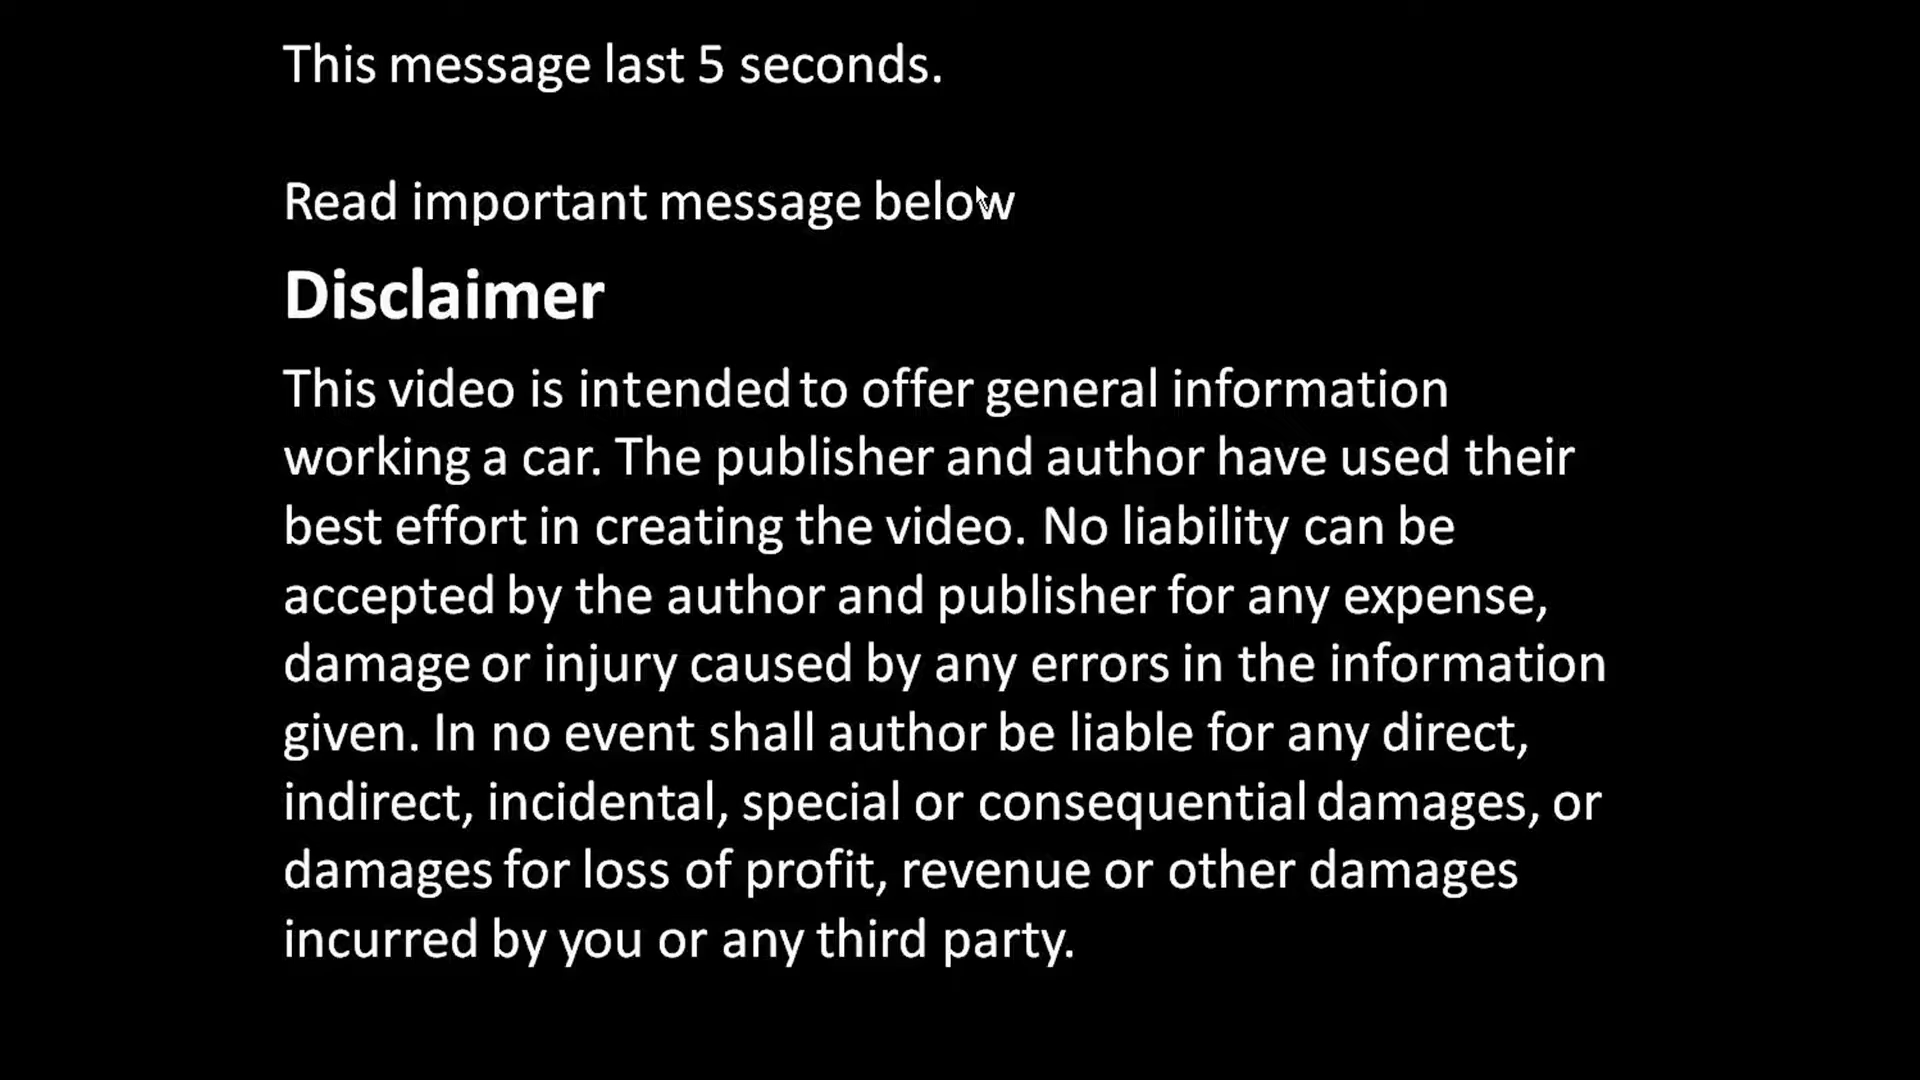 This message last 5 seconds.
Read important message below
Disclaimer
This video is intended to offer general information
working a car. The publisher and author have used their
best effort in creating the video. No liability can be
accepted by the author and publisher for any expense,
damage or injury caused by any errors in the information
given. In no event shall author be liable for any direct,
indirect, incidental, special or consequential damages, or
damages for loss of profit, revenue or other damages
incurred by you or any third party.